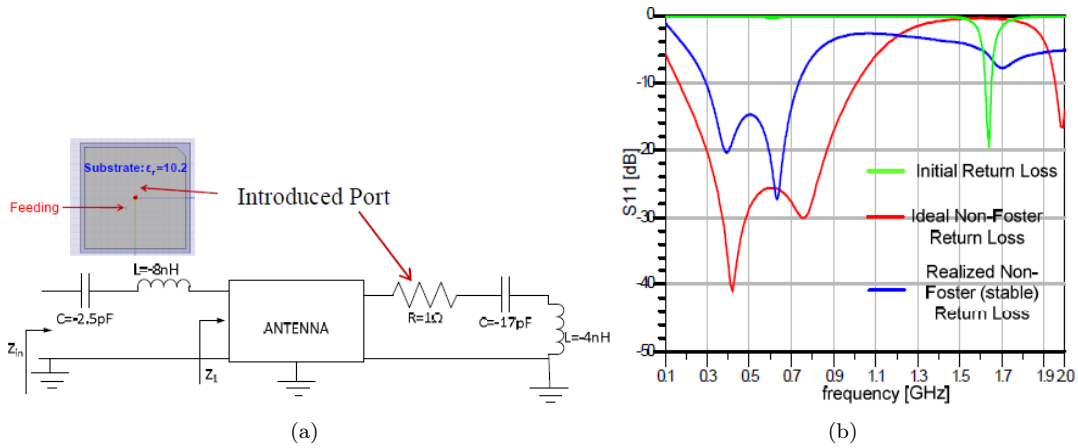 Substrate: εr=10.2
Feeding
Introduced Port
L=-8nH
C=-2.5pF
ANTENNA
R=1Ω
C=-17pF
L=-4nH
Zin
Z1
(a)
0
-10
-20
-30
-40
-50
S11 [dB]
Initial Return Loss
Ideal Non-Foster
Return Loss
Realized Non-
Foster (stable)
Return Loss
0.1 0.3 0.5 0.7 0.9 1.1 1.3 1.5 1.7 1.9 2.0
frequency [GHz]
(b)